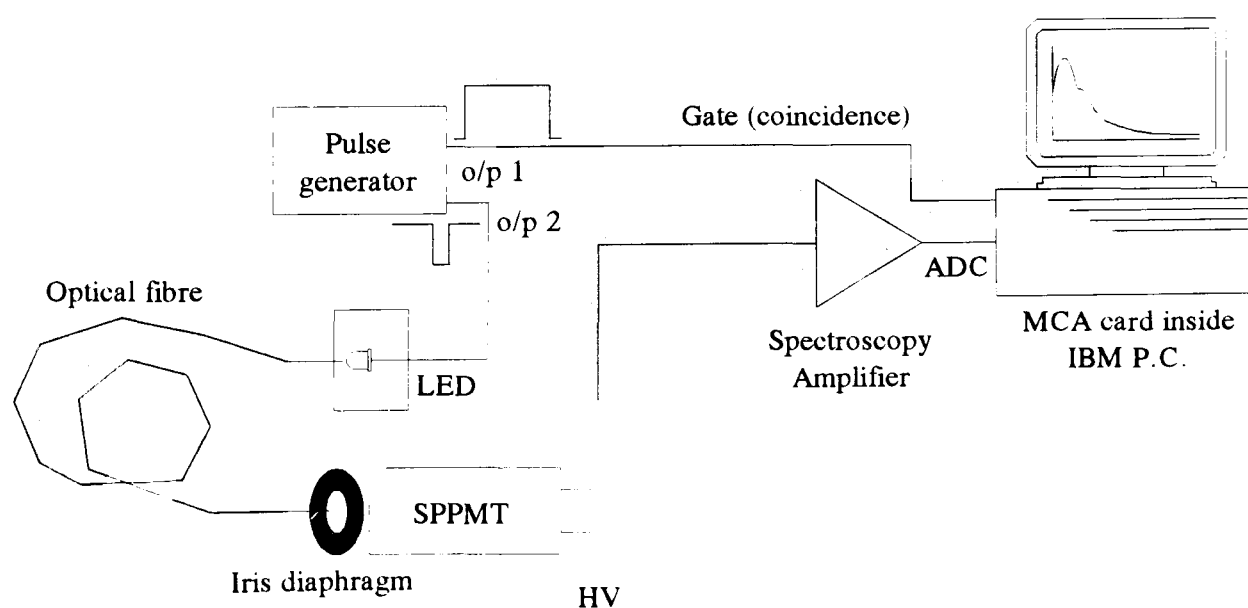 Pulse
generator
o/p 1
o/p 2
Gate (coincidence)
Optical fibre
LED
ADC
Spectroscopy
Amplifier
MCA card inside
IBM P.C.
SPPMT
Iris diaphragm
HV